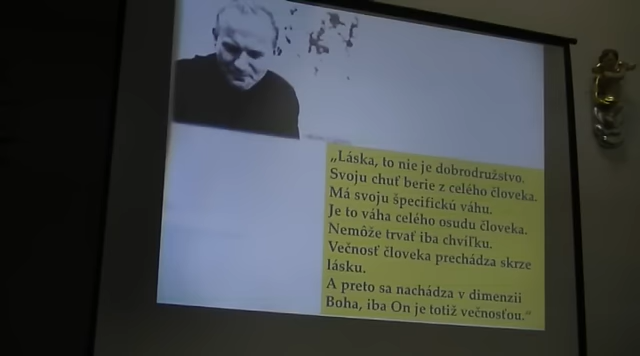 „Láska, to nie je dobrodružstvo.
Svoju chuť berie z celého človeka.
Má svoju špecifickú váhu.
Je to váha celého osudu človeka.
Nemôže trvať iba chvíľku.
Večnosť človeka prechádza skrze
lásku.
A preto sa nachádza v dimenzii
Boha, iba On je totiž večnosťou.“